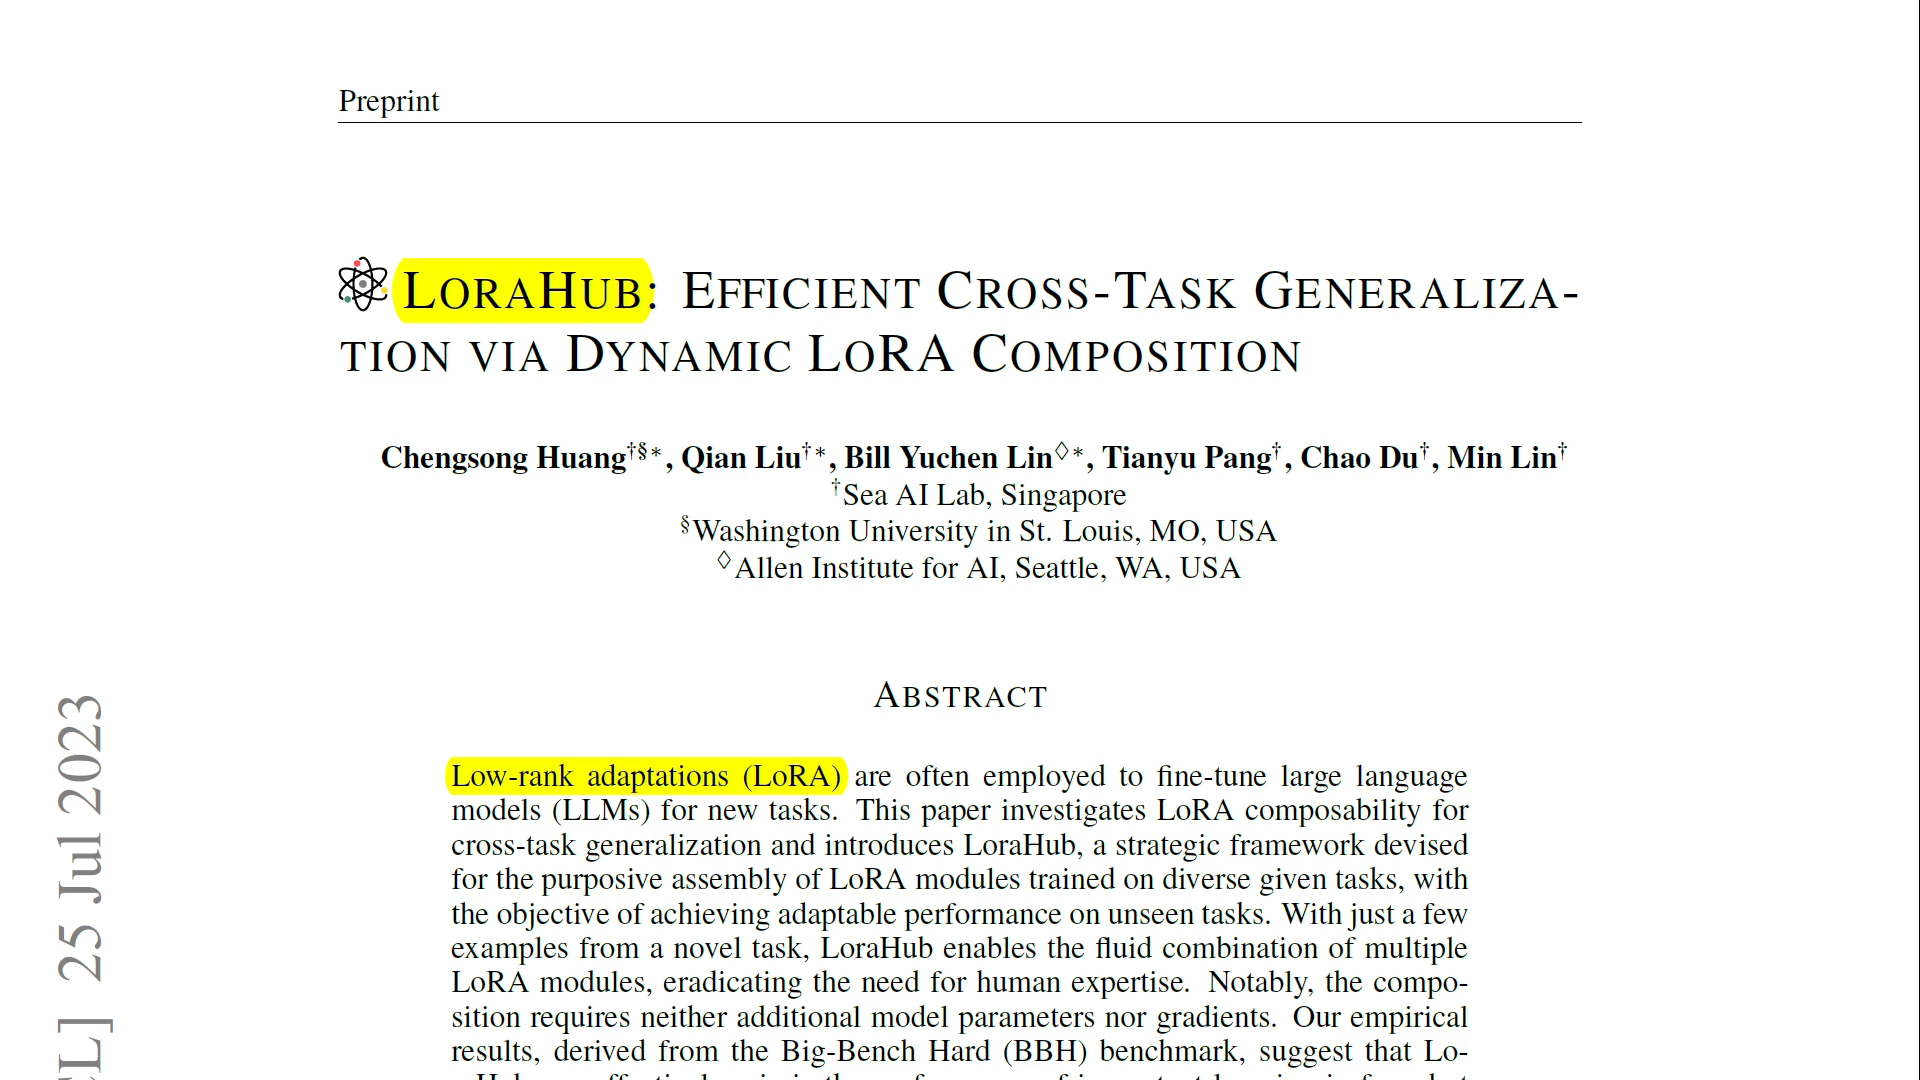 Preprint
LORAHUB: EFFICIENT CROSS-TASK GENERALIZA-
TION VIA DYNAMIC LORA COMPOSITION
Chengsong Huang†§∗, Qian Liu†∗, Bill Yuchen Lin♢∗, Tianyu Pang†, Chao Du†, Min Lin†
†Sea AI Lab, Singapore
§Washington University in St. Louis, MO, USA
♢Allen Institute for AI, Seattle, WA, USA
ABSTRACT
Low-rank adaptations (LoRA) are often employed to fine-tune large language
models (LLMs) for new tasks. This paper investigates LoRA composability for
cross-task generalization and introduces LoraHub, a strategic framework devised
for the purposive assembly of LoRA modules trained on diverse given tasks, with
the objective of achieving adaptable performance on unseen tasks. With just a few
examples from a novel task, LoraHub enables the fluid combination of multiple
LoRA modules, eradicating the need for human expertise. Notably, the compo-
sition requires neither additional model parameters nor gradients. Our empirical
results, derived from the Big-Bench Hard (BBH) benchmark, suggest that Lo-
L] 25 Jul 2023